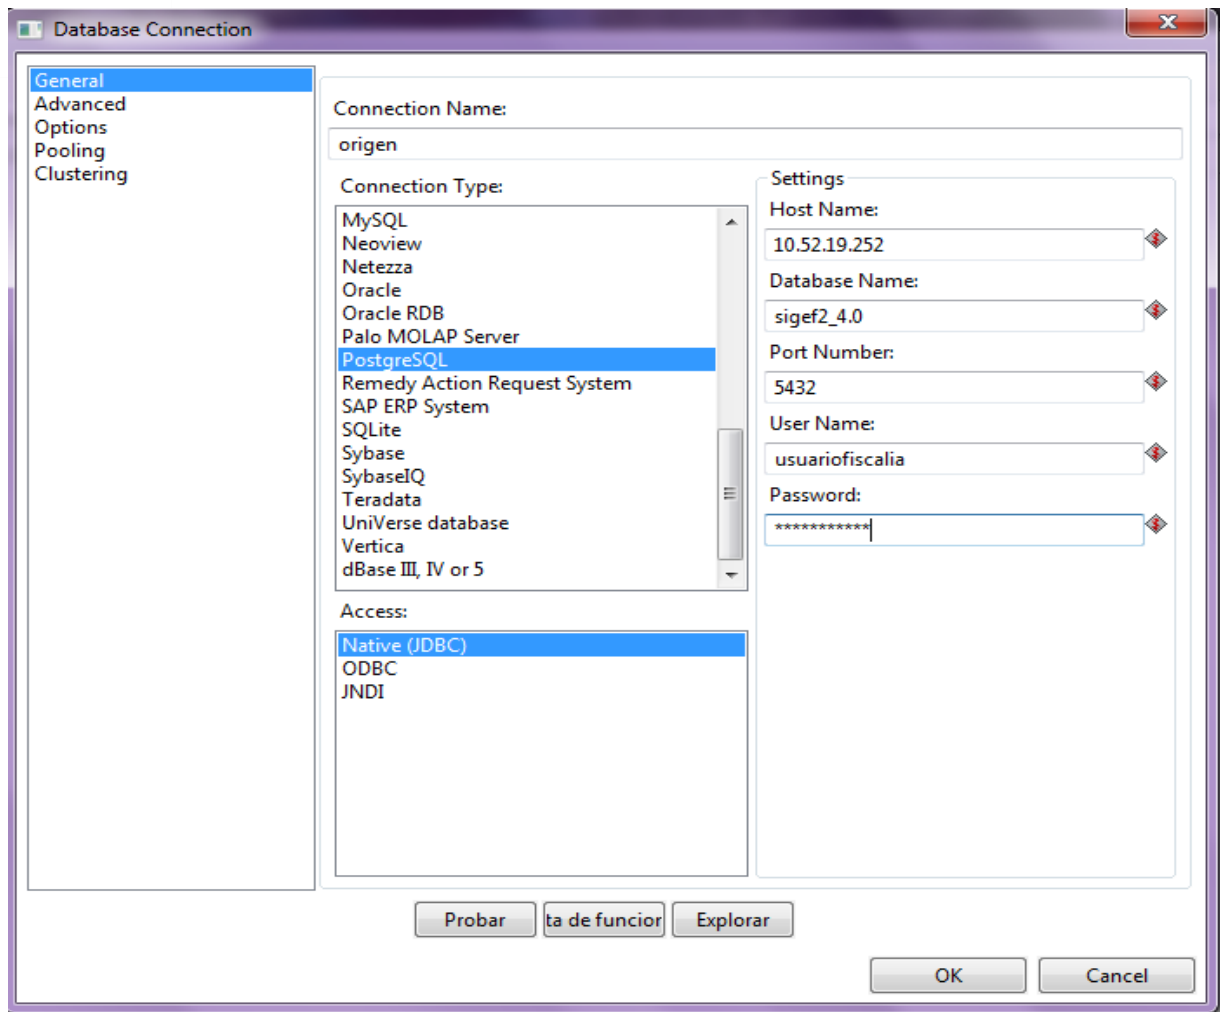 Database Connection
General
Advanced
Options
Pooling
Clustering
Connection Name:
origen
Connection Type:
MySQL
Neoview
Netezza
Oracle
Oracle RDB
Palo MOLAP Server
PostgreSQL
Remedy Action Request System
SAP ERP System
SQLite
Sybase
SybaseIQ
Teradata
UniVerse database
Vertica
dBase III, IV or 5
Access:
Native (JDBC)
ODBC
JNDI
Settings
Host Name:
10.52.19.252
Database Name:
sigef2_4.0
Port Number:
5432
User Name:
usuariofiscalia
Password:
***********
Probar
ta de funcior
Explorar
OK
Cancel